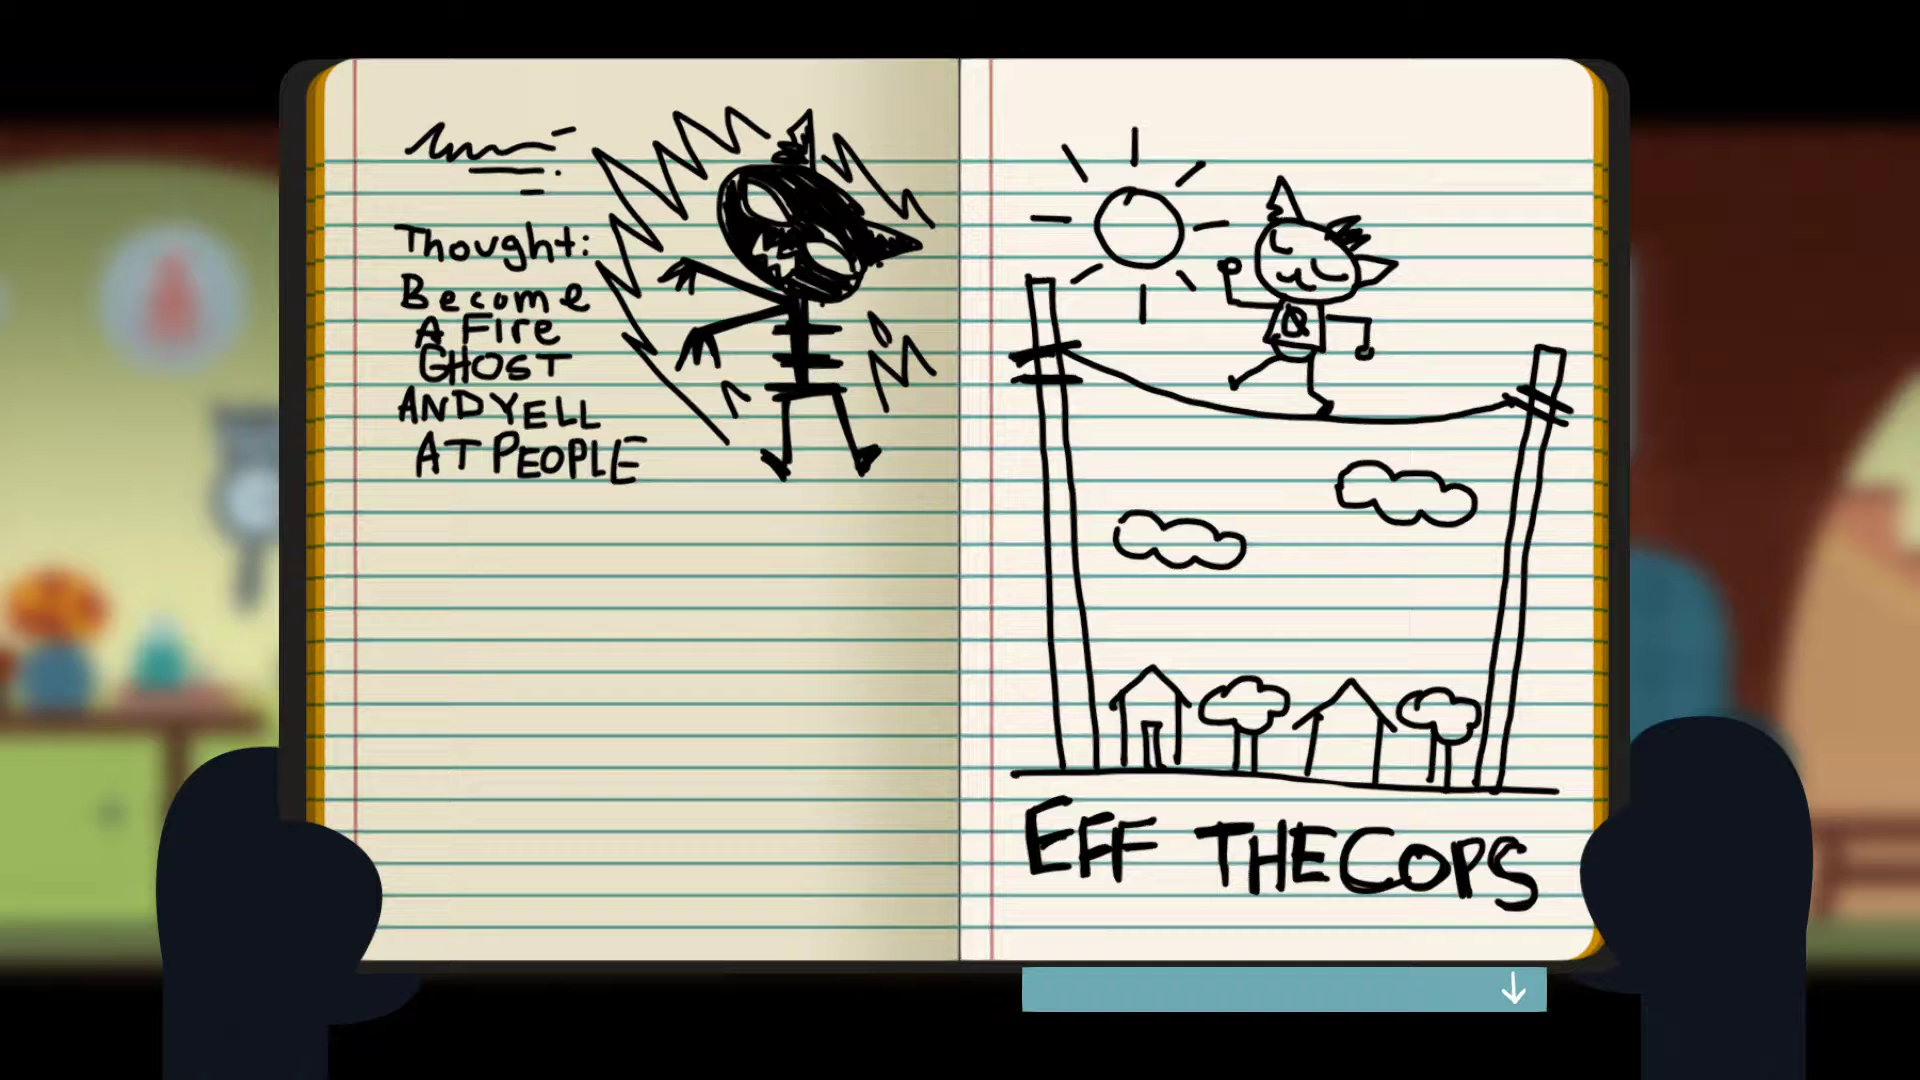 Thought:
Become
A Fire
GHOST
AND YELL
AT PEOPLE
EFF THE COPS